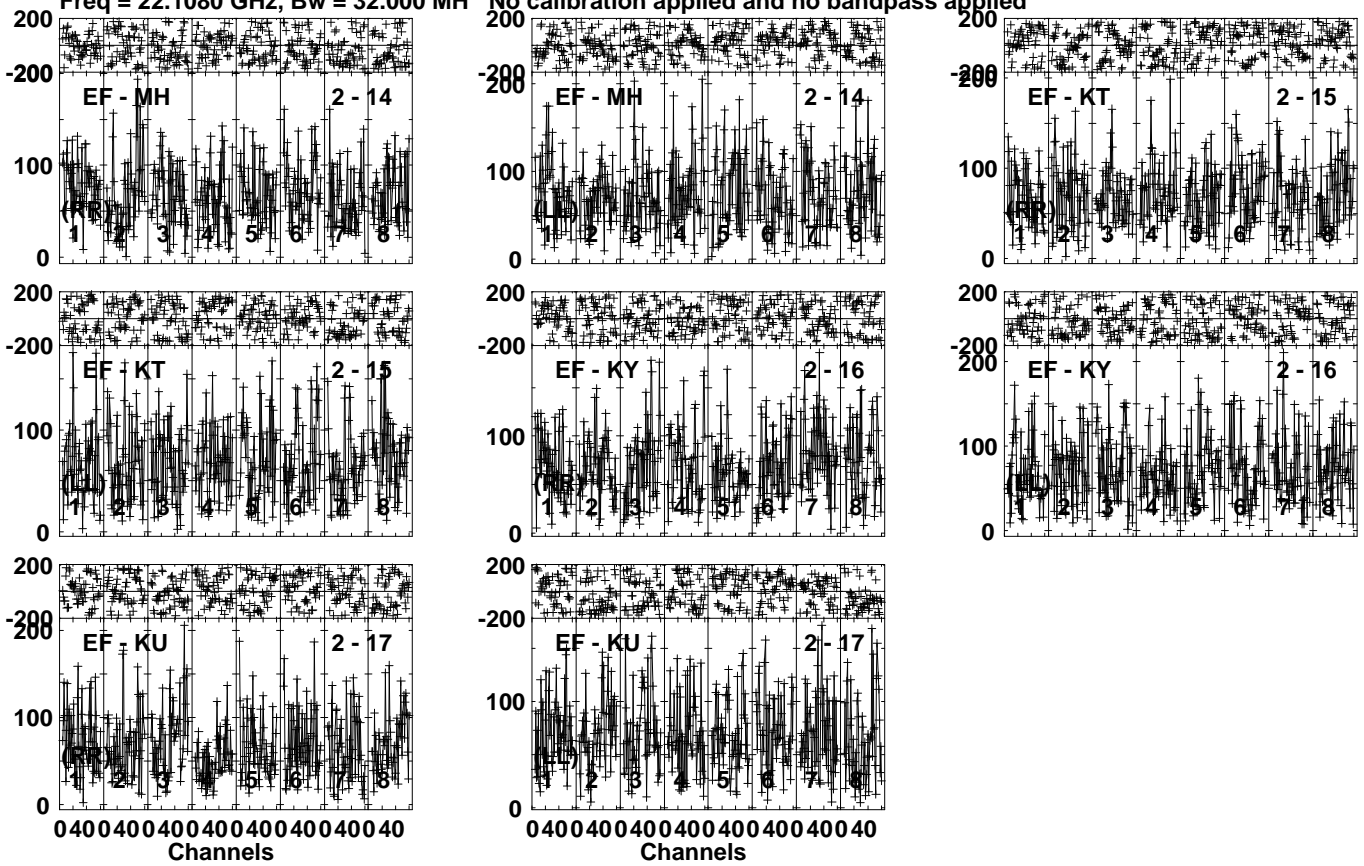 Freq = 22.1080 GHz, Bw = 32.000 MH No calibration applied and no bandpass applied
200 200 200
-200 -200 -200
200 200
EF - MH 2 - 14 EF - MH 2 - 14 EF - KT 2 - 15
100 100 100
(RR) (LL) (RR)
1 2 3 4 5 6 7 8 1 2 3 4 5 6 7 8 1 2 3 4 5 6 7 8
0 0 0
200 200 200
-200 -200 -200
200
EF - KT 2 - 15 EF - KY 2 - 16 EF - KY 2 - 16
100 100 100
(LL) (RR) (LL)
1 2 3 4 5 6 7 8 1 2 3 4 5 6 7 8 1 2 3 4 5 6 7 8
0 0 0
200 200
-200 -200
200
EF - KU 2 - 17 EF - KU 2 - 17
100 100
(RR) (LL)
1 2 3 4 5 6 7 8 1 2 3 4 5 6 7 8
0 0
0 40 0 40 0 40 0 40 0 40 0 40 0 40 0 40 0 40 0 40 0 40 0 40 0 40 0 40 0 40 0 40
Channels Channels